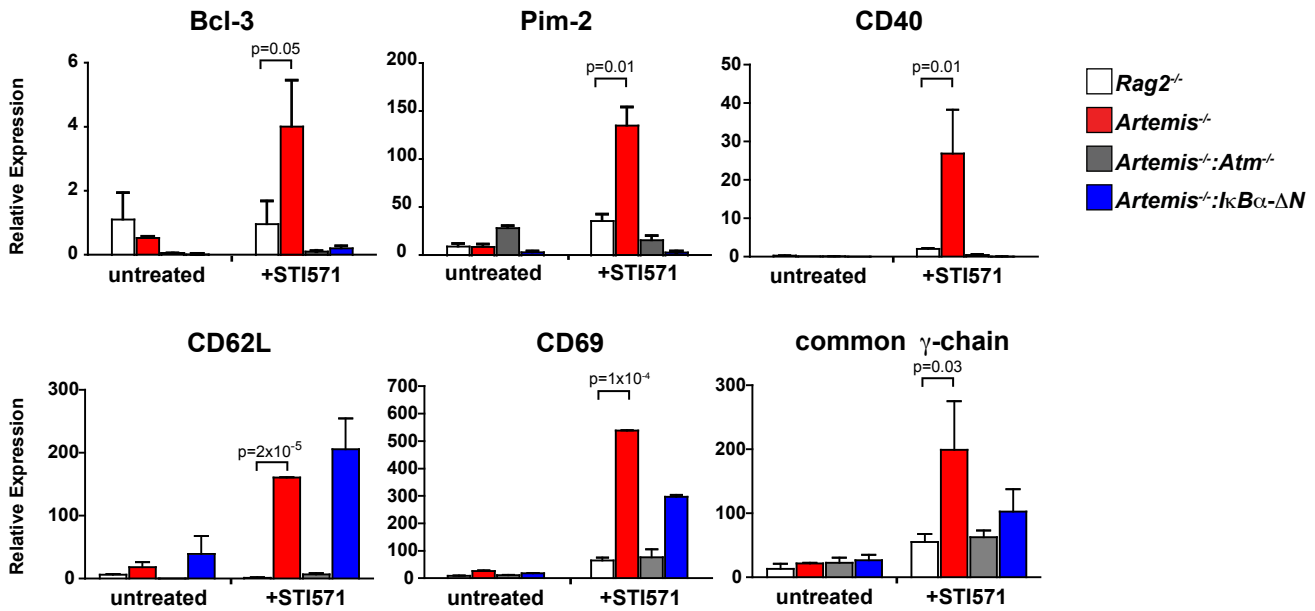 Bcl-3
Relative Expression
6
4
2
0
p=0.05
untreated
+STI571
Pim-2
200
150
100
50
0
p=0.01
untreated
+STI571
CD40
50
40
30
20
10
0
p=0.01
untreated
+STI571
Rag2-/-
Artemis-/-
Artemis-/-:Atm-/-
Artemis-/-:IκBα-ΔN
CD62L
Relative Expression
300
200
100
0
p=2x10-5
untreated
+STI571
CD69
700
600
500
400
300
200
100
0
p=1x10-4
untreated
+STI571
common γ-chain
300
200
100
0
p=0.03
untreated
+STI571